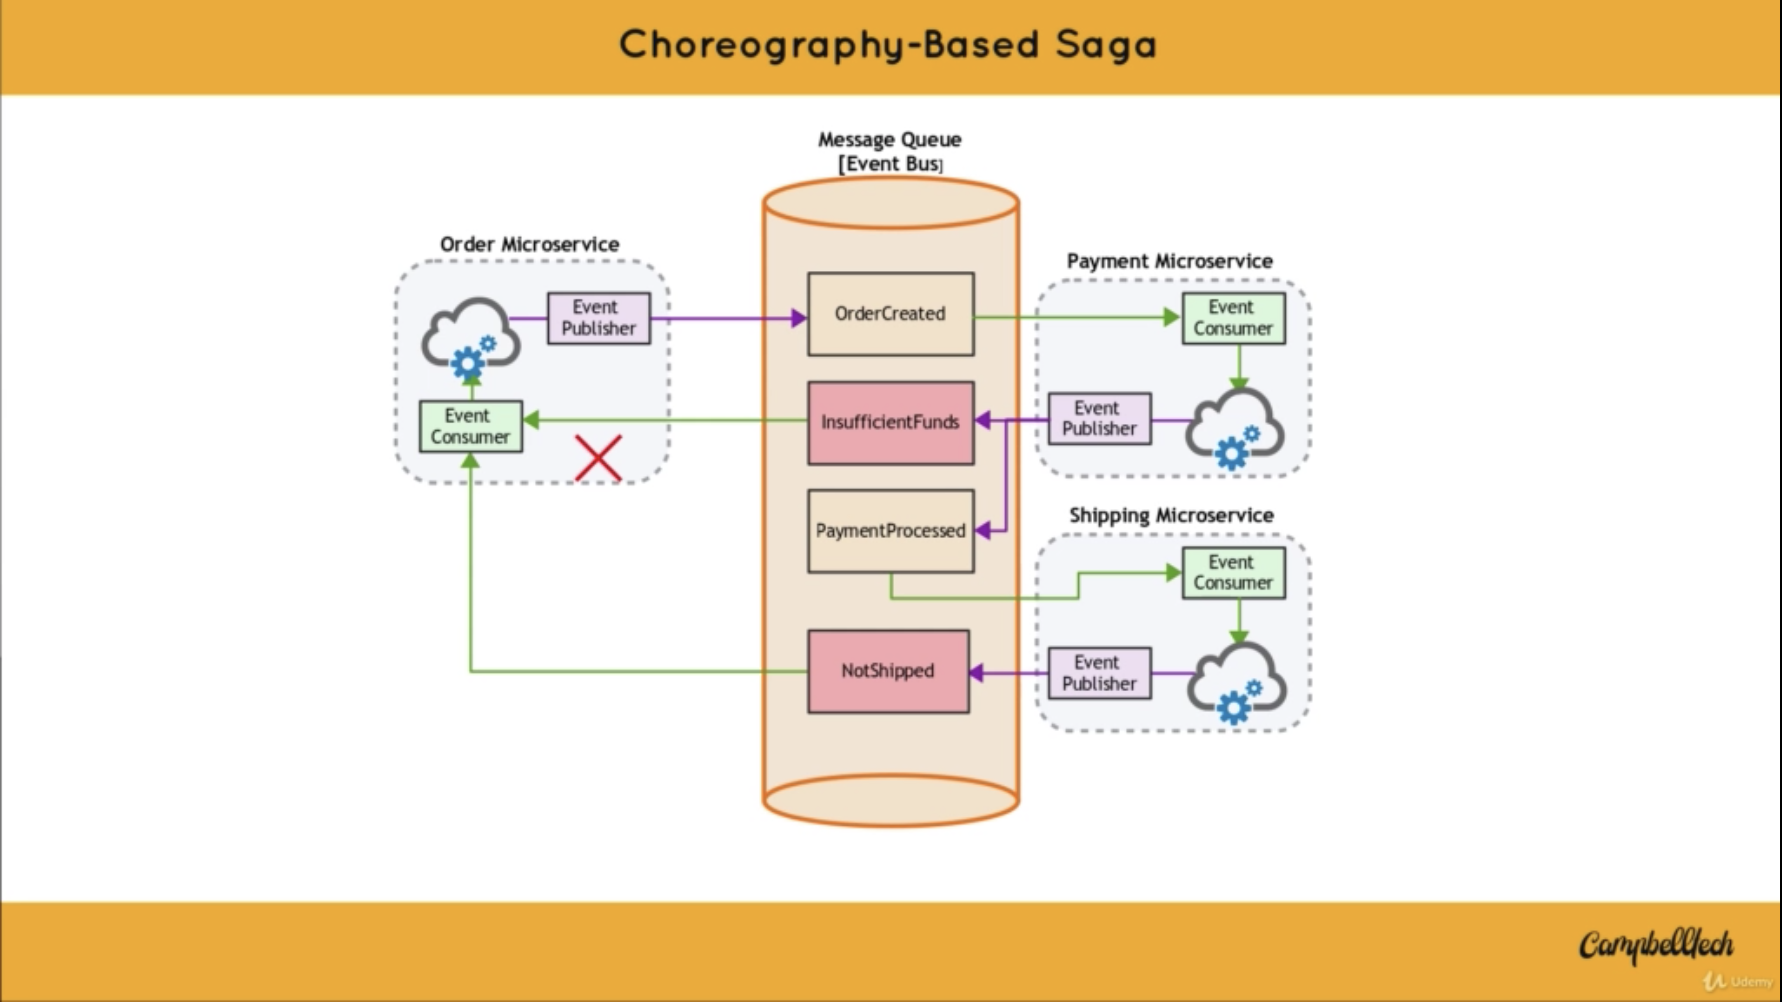 Choreography-Based Saga
Message Queue
[Event Bus]
Order Microservice
Event
Publisher
Event
Consumer
OrderCreated
InsufficientFunds
PaymentProcessed
NotShipped
Payment Microservice
Event
Consumer
Event
Publisher
Shipping Microservice
Event
Consumer
Event
Publisher
Campbelltech
Udemy